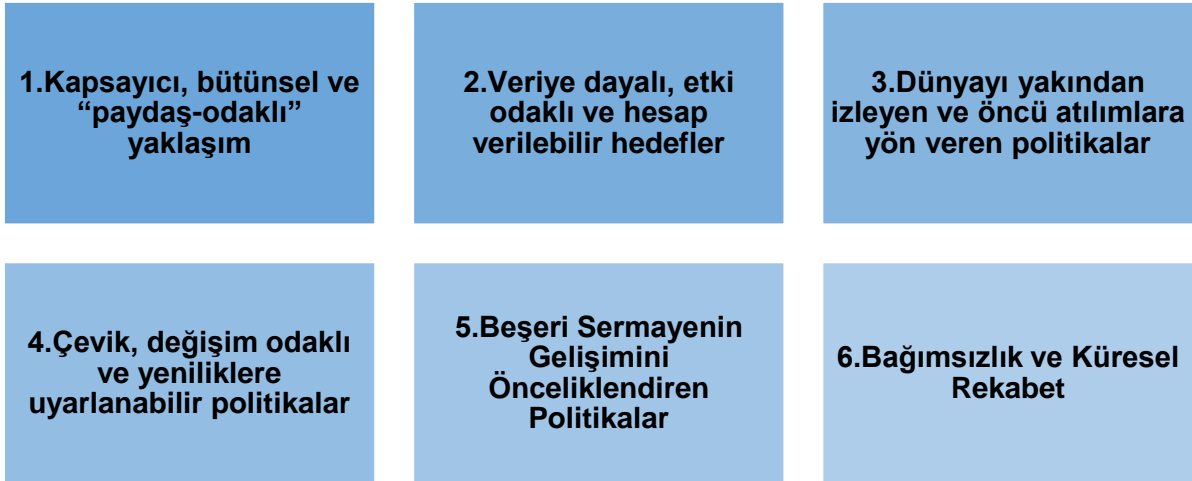 1.Kapsayıcı, bütünsel ve
“paydaş-odaklı”
yaklaşım
2.Veriye dayalı, etki
odaklı ve hesap
verilebilir hedefler
3.Dünyayı yakından
izleyen ve öncü atılımlara
yön veren politikalar
4.Çevik, değişim odaklı
ve yeniliklere
uyarlanabilir politikalar
5.Beşeri Sermayenin
Gelişimini
Önceliklendiren
Politikalar
6.Bağımsızlık ve Küresel
Rekabet